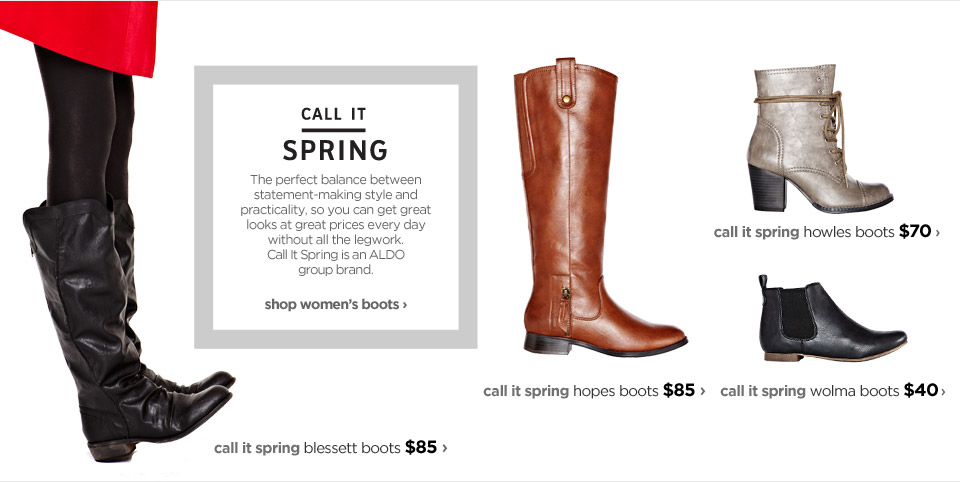 CALL IT
SPRING
The perfect balance between
statement-making style and
practicality, so you can get great
looks at great prices every day
without all the legwork.
Call It Spring is an ALDO
group brand.
shop women's boots ›
call it spring howles boots $70 ›
call it spring hopes boots $85 ›
call it spring wolma boots $40 ›
call it spring blessett boots $85 ›